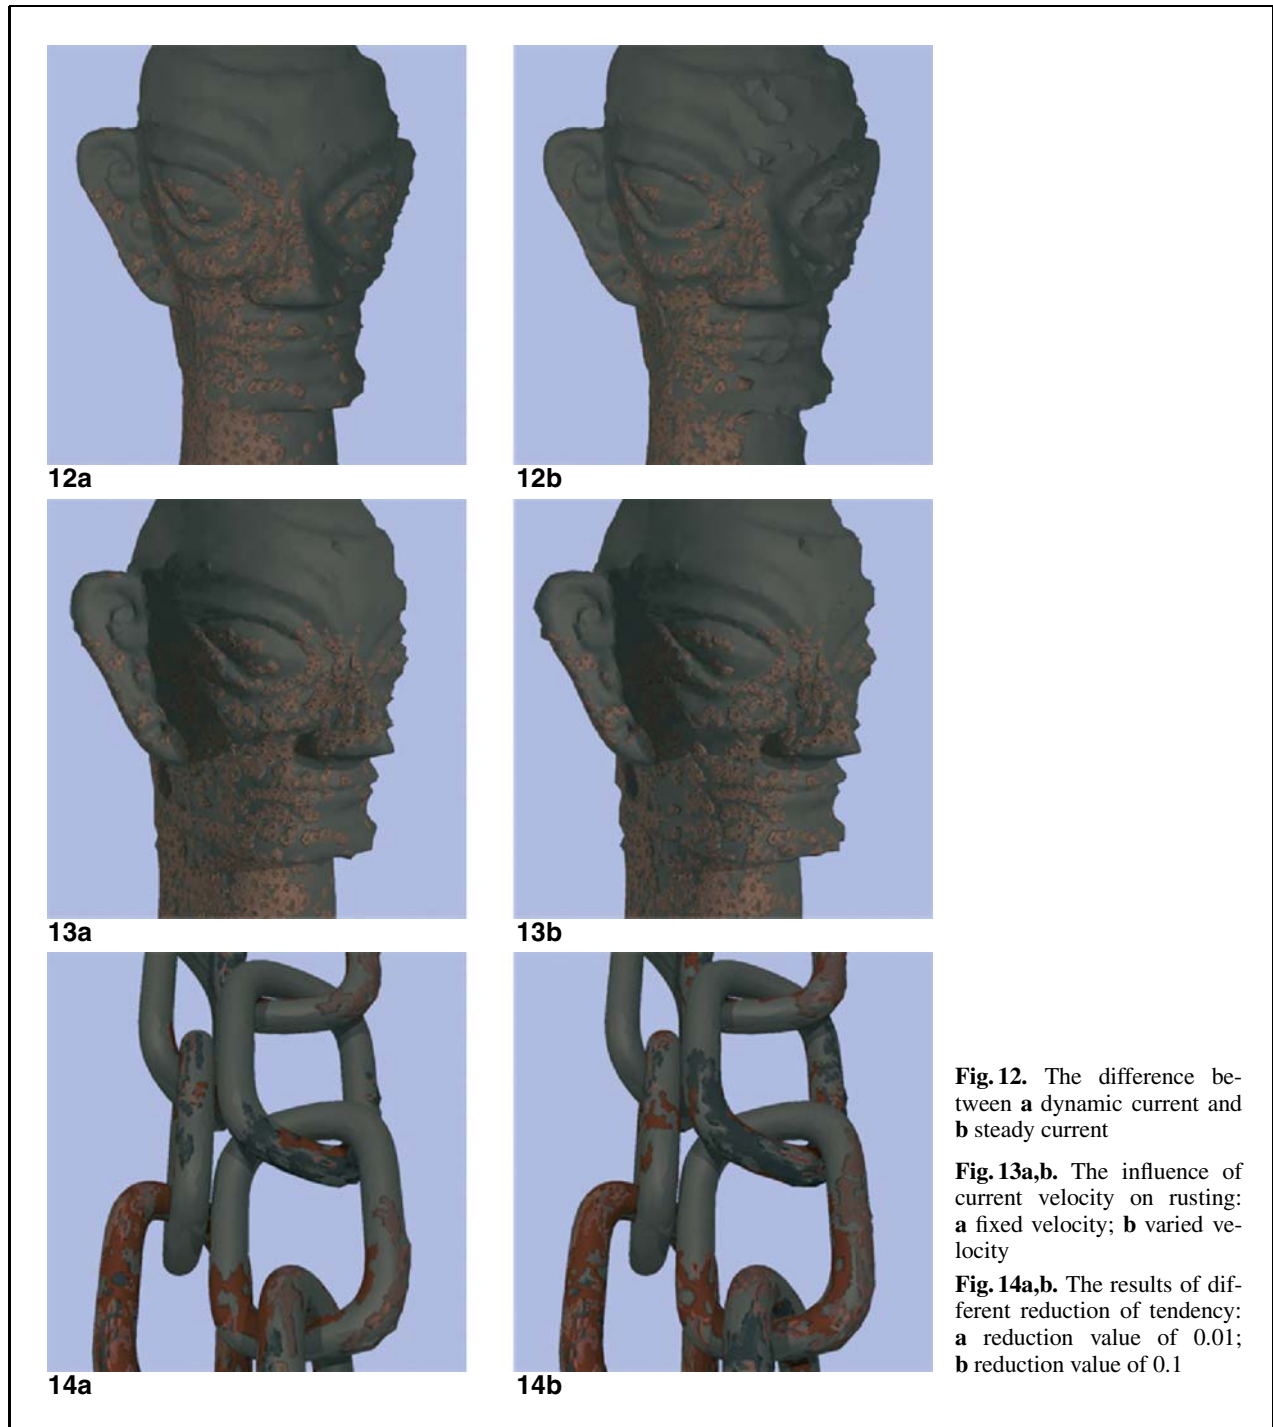 12a
12b
13a
13b
14a
14b
Fig. 12. The difference be-
tween a dynamic current and
b steady current
Fig. 13a,b. The influence of
current velocity on rusting:
a fixed velocity; b varied ve-
locity
Fig. 14a,b. The results of dif-
ferent reduction of tendency:
a reduction value of 0.01;
b reduction value of 0.1